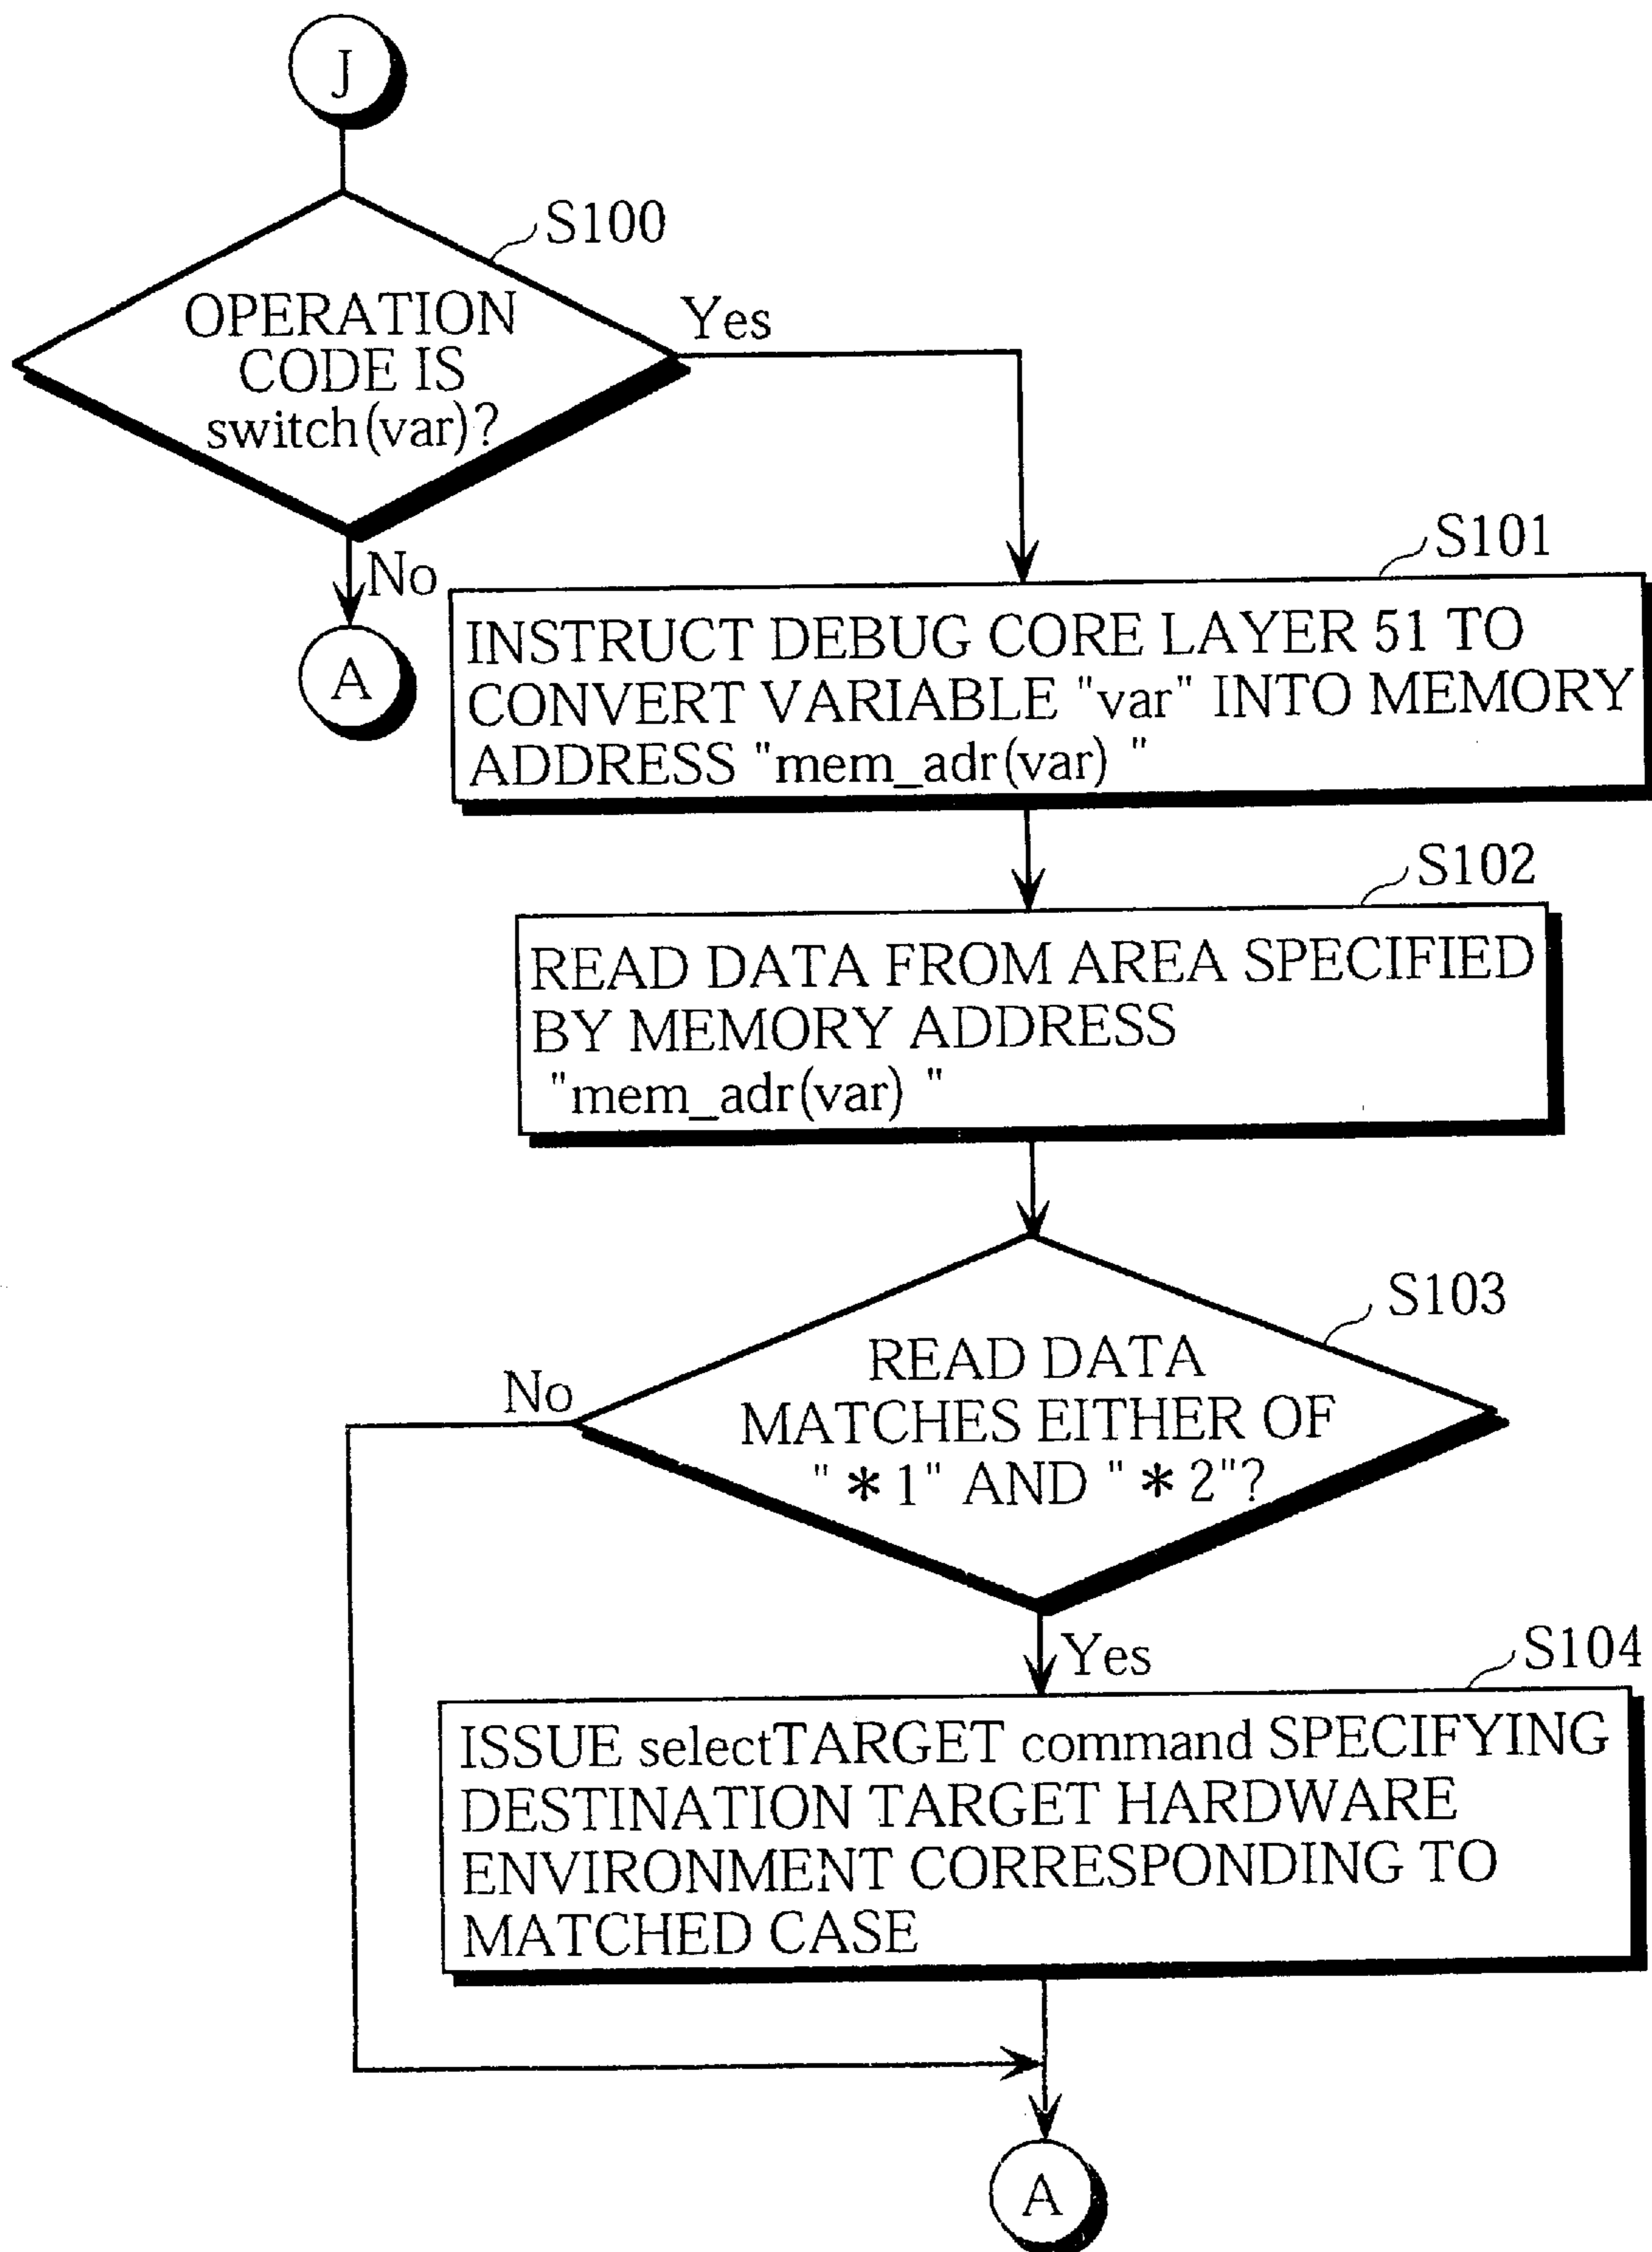 J
S100
OPERATION
CODE IS
switch(var)?
Yes
No
A
S101
INSTRUCT DEBUG CORE LAYER 51 TO
CONVERT VARIABLE "var" INTO MEMORY
ADDRESS "mem_adr(var) "
S102
READ DATA FROM AREA SPECIFIED
BY MEMORY ADDRESS
"mem_adr(var) "
S103
READ DATA
MATCHES EITHER OF
" * 1" AND " * 2"?
No
Yes
S104
ISSUE selectTARGET command SPECIFYING
DESTINATION TARGET HARDWARE
ENVIRONMENT CORRESPONDING TO
MATCHED CASE
A